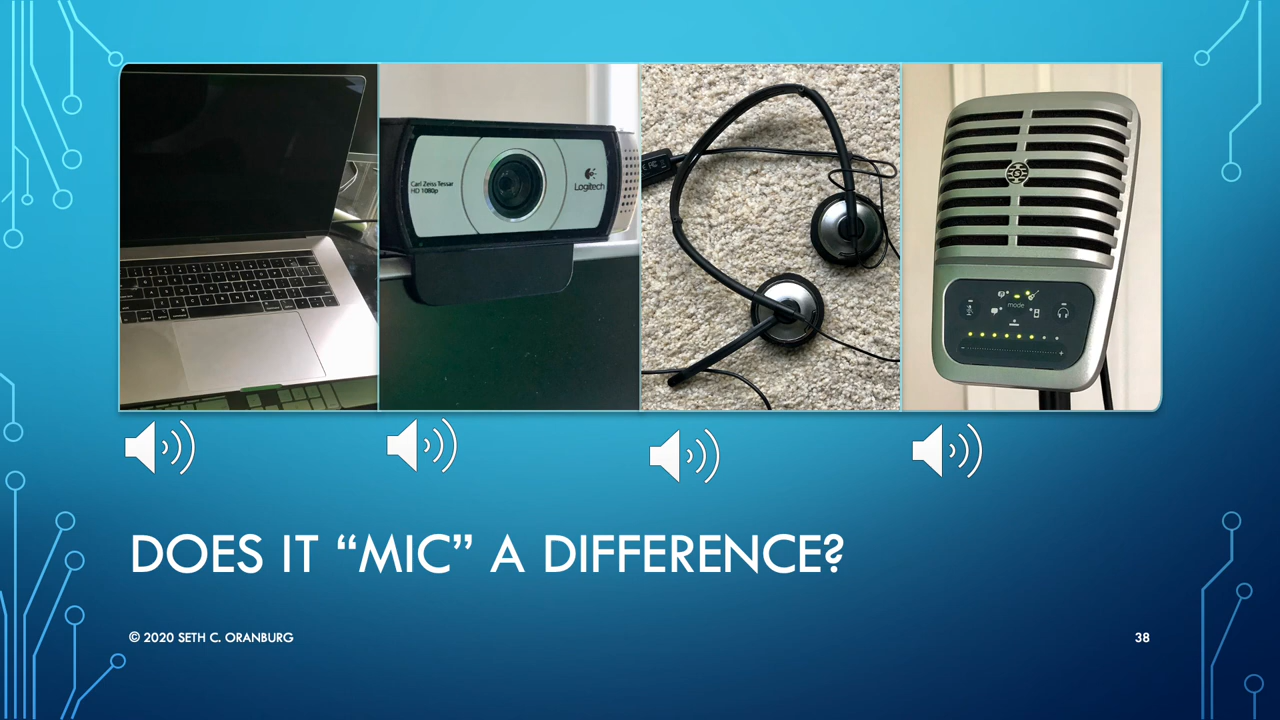 Carl Zeiss Tessar
HD 1080p
Logitech
mode
DOES IT “MIC” A DIFFERENCE?
© 2020 SETH C. ORANBURG
38